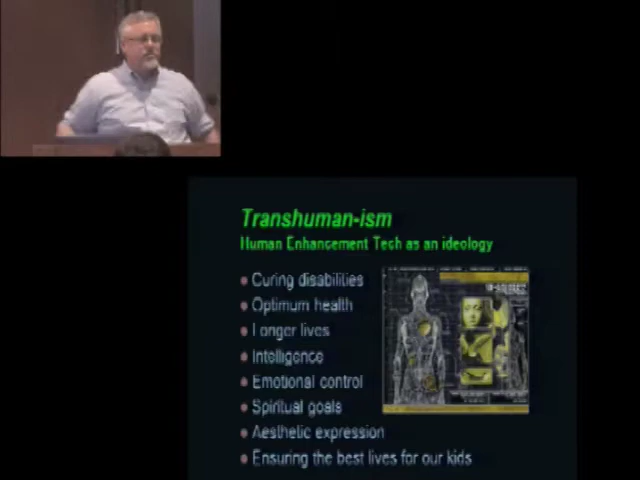 Transhuman-ism
Human Enhancement Tech as an ideology
Curing disabilities
Optimum health
Longer lives
Intelligence
Emotional control
Spiritual goals
Aesthetic expression
Ensuring the best lives for our kids